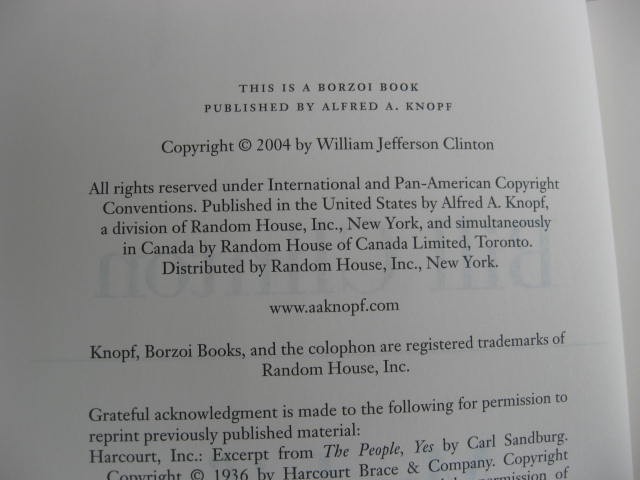 THIS IS A BORZOI BOOK
PUBLISHED BY ALFRED A. KNOPF
Copyright © 2004 by William Jefferson Clinton
All rights reserved under International and Pan-American Copyright
Conventions. Published in the United States by Alfred A. Knopf,
a division of Random House, Inc., New York, and simultaneously
in Canada by Random House of Canada Limited, Toronto.
Distributed by Random House, Inc., New York.
www.aaknopf.com
Knopf, Borzoi Books, and the colophon are registered trademarks of
Random House, Inc.
Grateful acknowledgment is made to the following for permission to
reprint previously published material:
Harcourt, Inc.: Excerpt from The People, Yes by Carl Sandburg.
Copyright © 1936 by Harcourt Brace & Company. Copyright
permission of